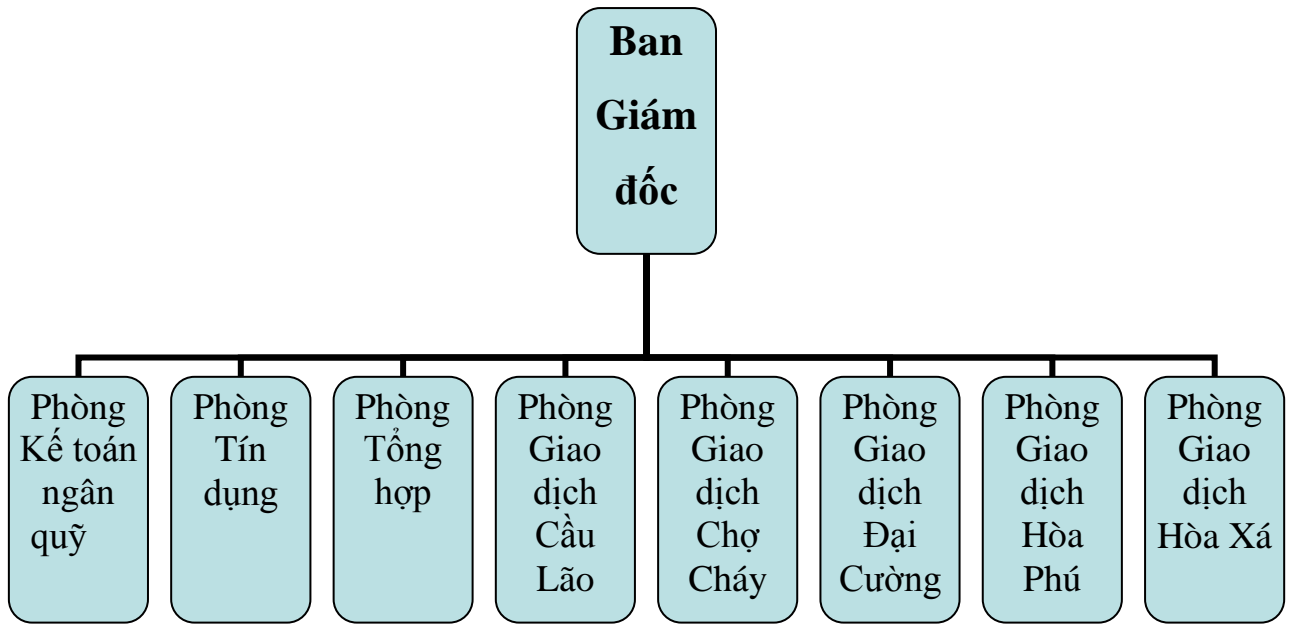 Ban
Giám
đốc
Phòng
Kế toán
ngân
quỹ
Phòng
Tín
dụng
Phòng
Tổng
hợp
Phòng
Giao
dịch
Cầu
Lão
Phòng
Giao
dịch
Chợ
Cháy
Phòng
Giao
dịch
Đại
Cường
Phòng
Giao
dịch
Hòa
Phú
Phòng
Giao
dịch
Hòa Xá